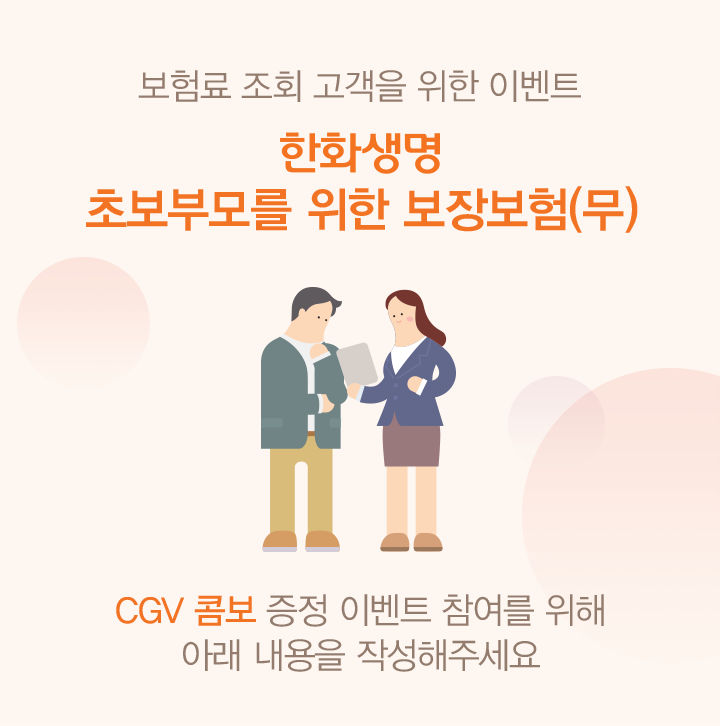 보험료 조회 고객을 위한 이벤트
한화생명
초보부모를 위한 보장보험(무)
CGV 콤보 증정 이벤트 참여를 위해
아래 내용을 작성해주세요